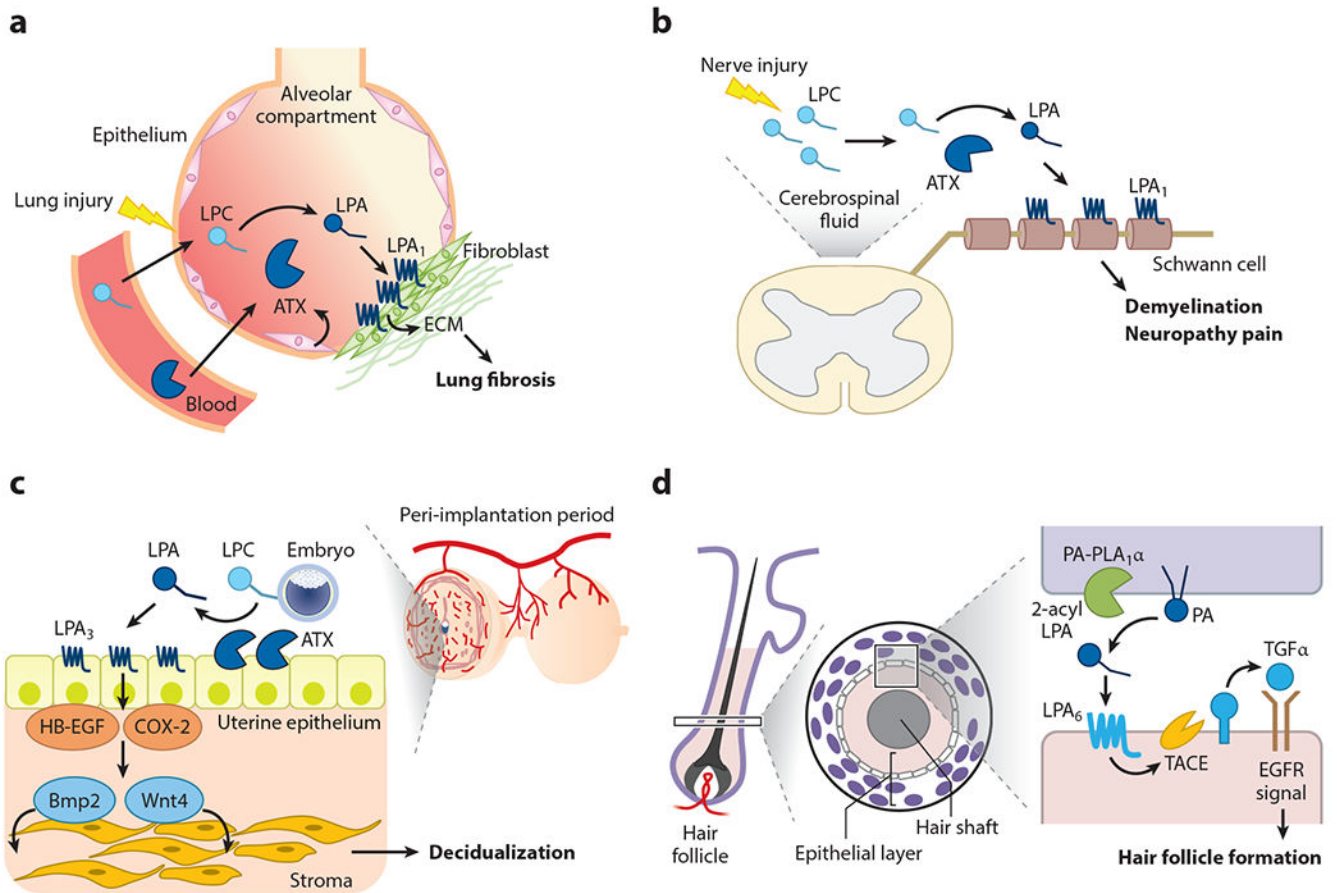 a
Alveolar
compartment
Epithelium
Lung injury
LPC
LPA
LPA₁
Fibroblast
ATX
ECM
Blood
Lung fibrosis
b
Nerve injury
LPC
LPA
ATX
Cerebrospinal
fluid
LPA₁
Schwann cell
Demyelination
Neuropathy pain
c
Peri-implantation period
LPA
LPC
Embryo
LPA₃
ATX
HB-EGF
COX-2
Uterine epithelium
Bmp2
Wnt4
Stroma
Decidualization
d
PA-PLA₁α
2-acyl
LPA
PA
TGFα
LPA₆
TACE
EGFR
signal
Hair shaft
Hair
follicle
Epithelial layer
Hair follicle formation